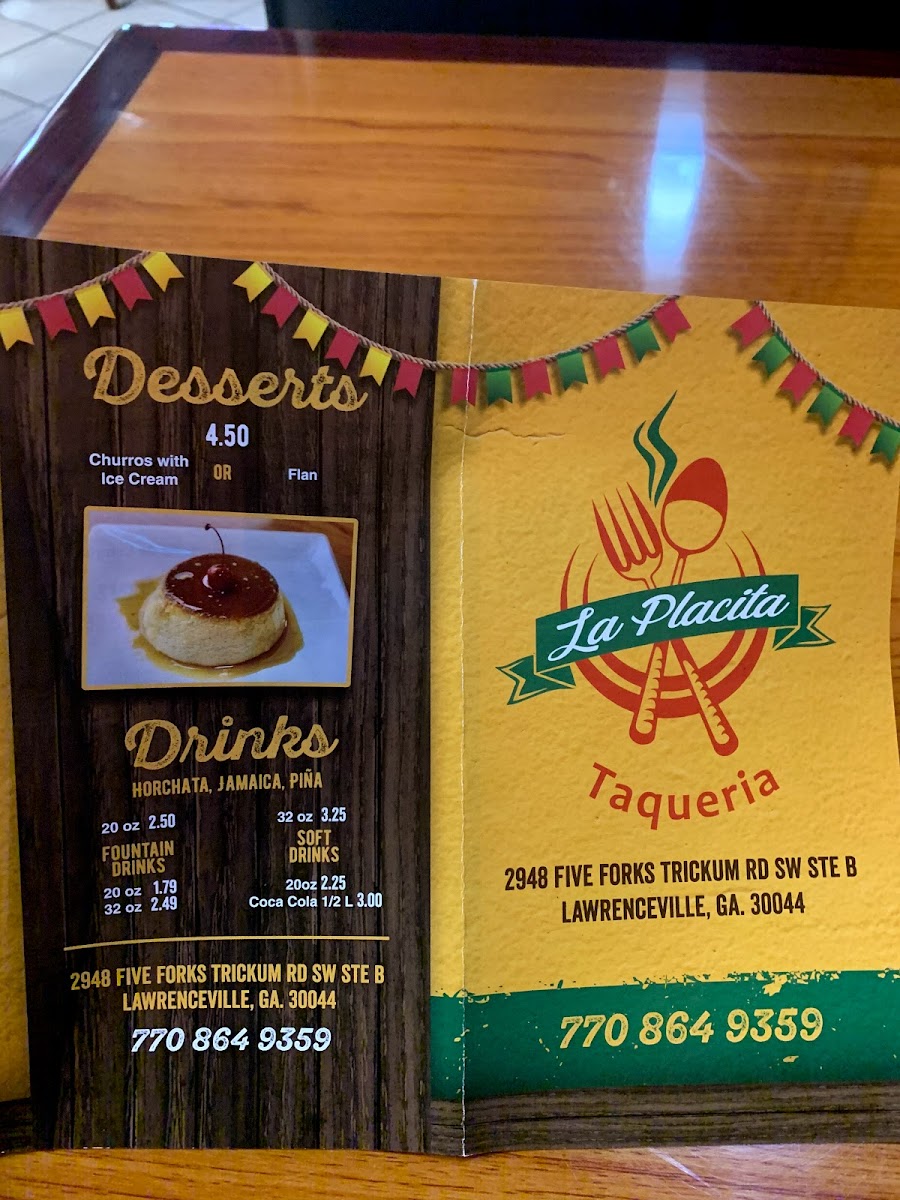 Desserts
4.50
Churros with
Ice Cream
OR
Flan
Drinks
HORCHATA, JAMAICA, PIÑA
20 oz 2.50
32 oz 3.25
FOUNTAIN
DRINKS
20 oz 1.79
32 oz 2.49
SOFT
DRINKS
20oz 2.25
Coca Cola 1/2 L 3.00
2948 FIVE FORKS TRICKUM RD SW STE B
LAWRENCEVILLE, GA. 30044
770 864 9359
La Placita
Taqueria
2948 FIVE FORKS TRICKUM RD SW STE B
LAWRENCEVILLE, GA. 30044
770 864 9359